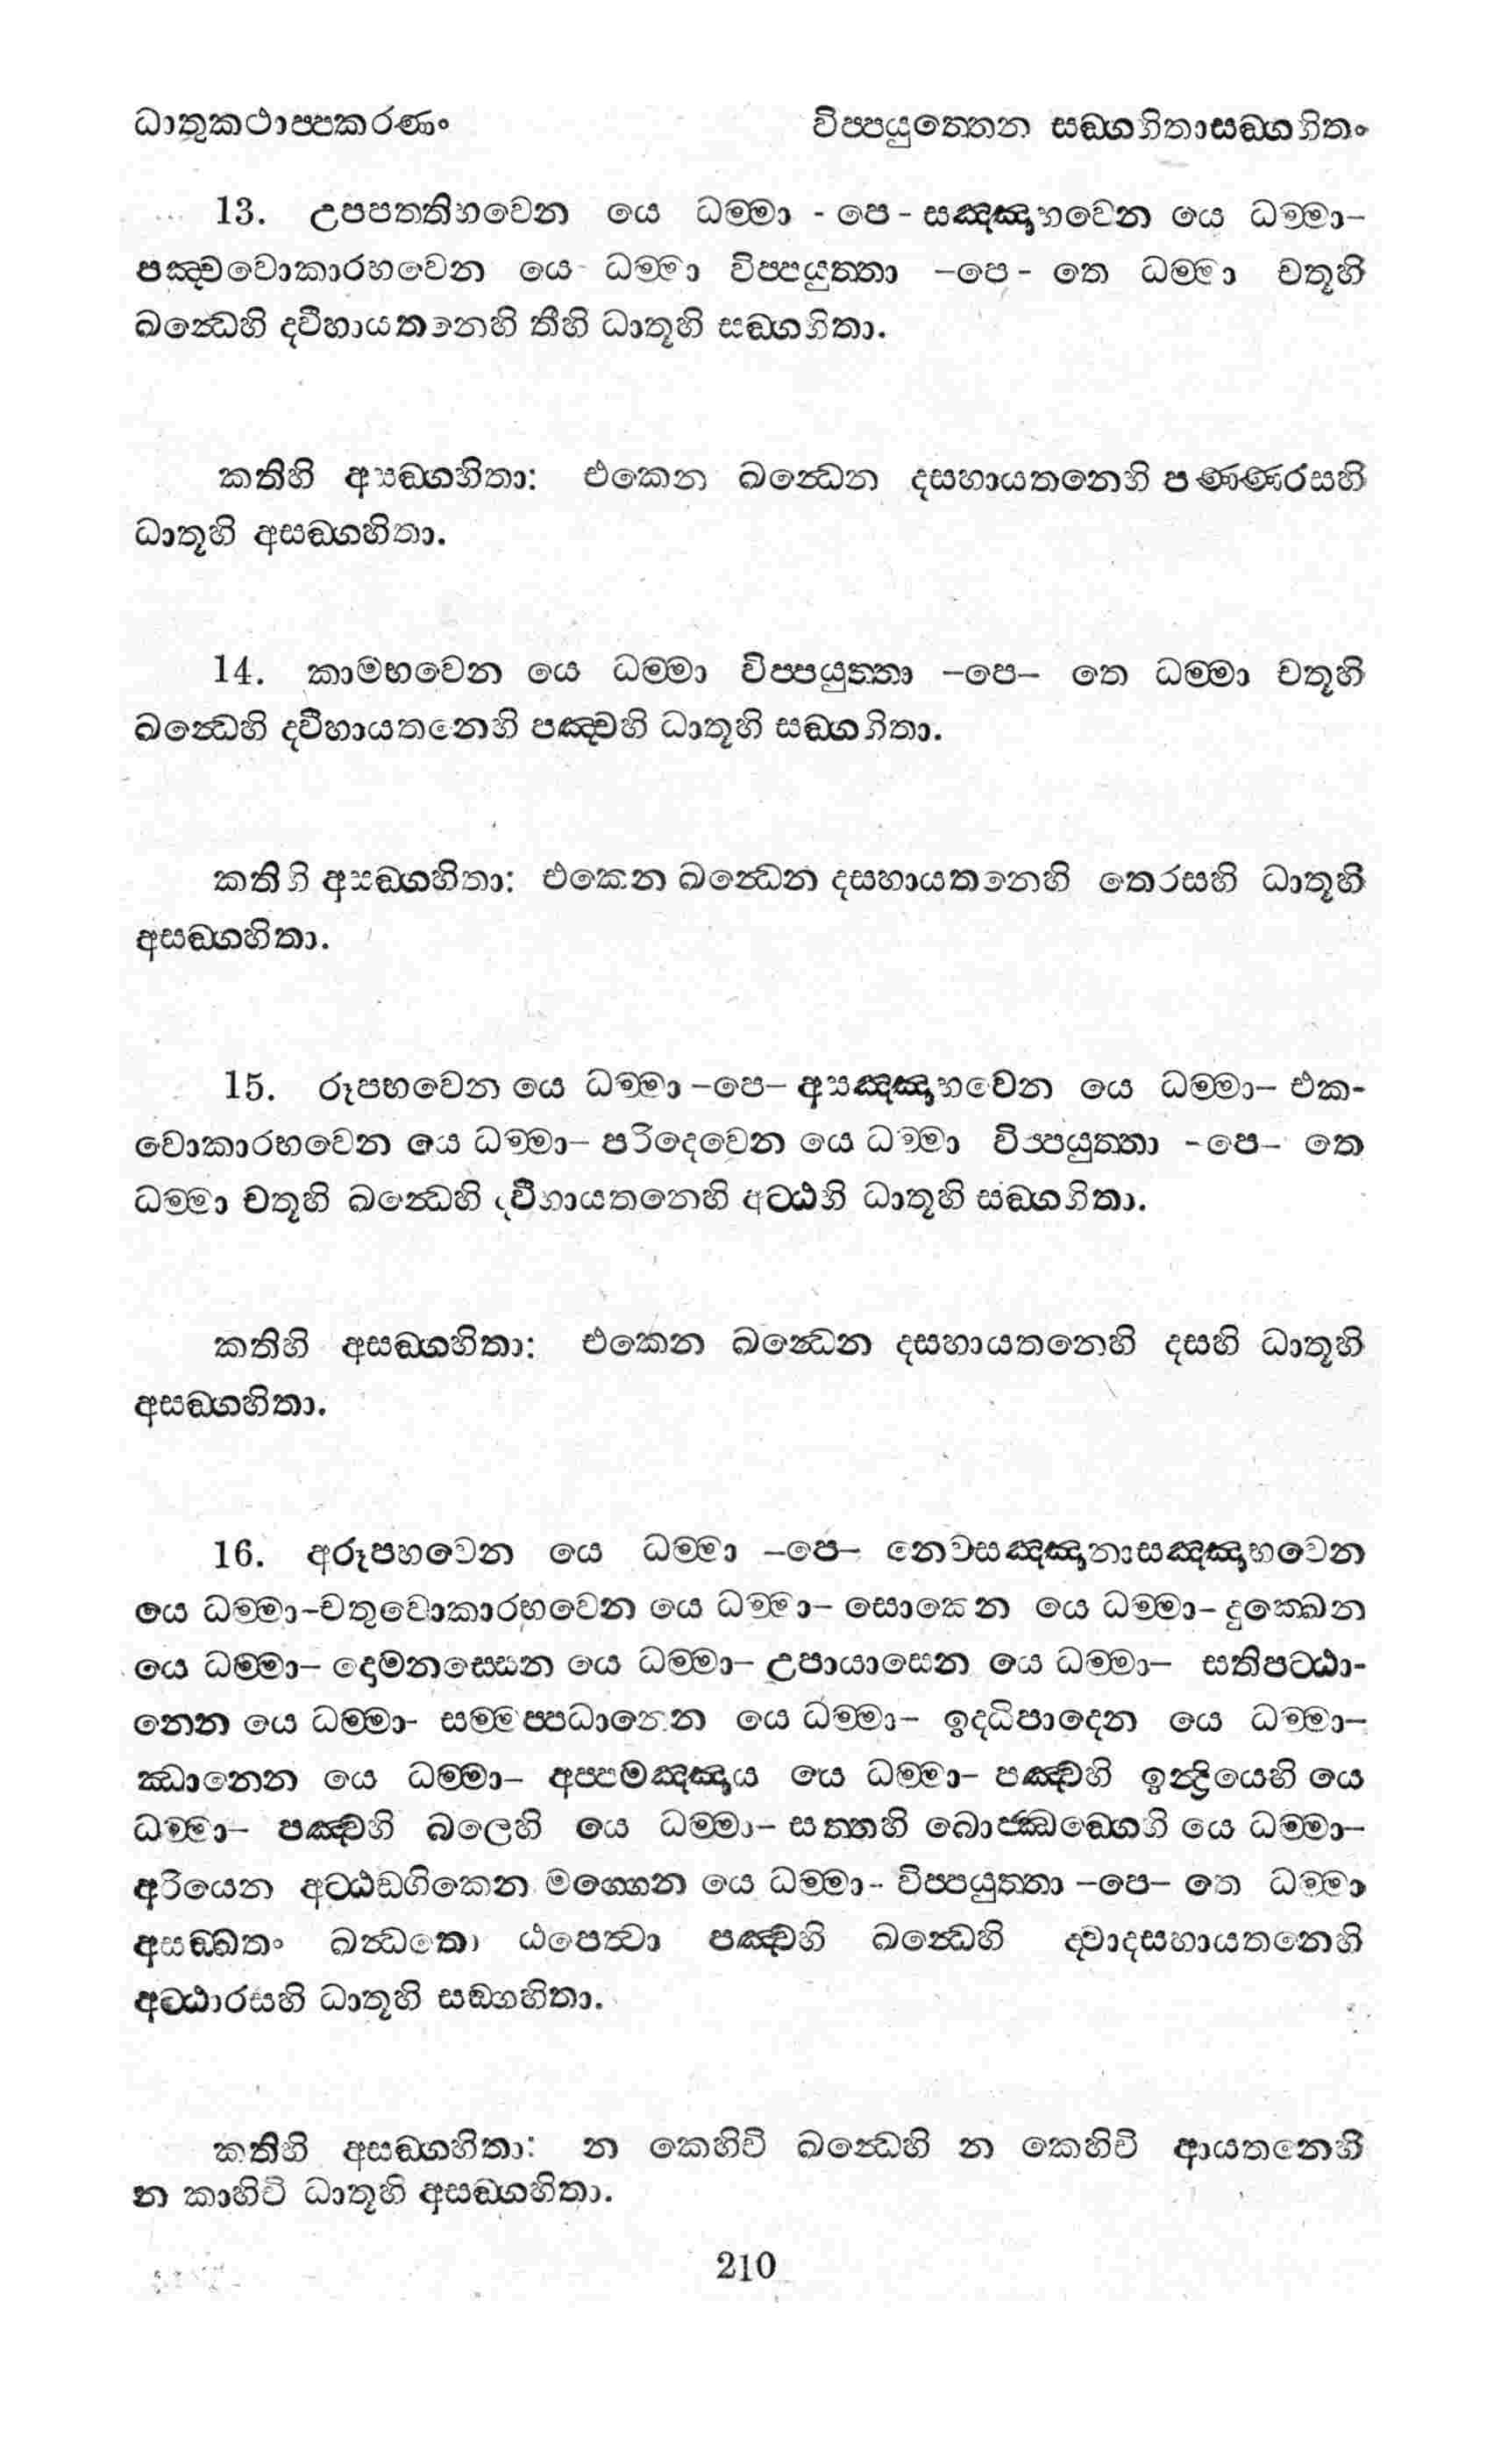 ධාතුකථාප්පකරණං විප්පයුත්තෙන සඞ්ගහිතාසඞ්ගහිතං
13. උපපත්තිභවෙන යෙ ධම්මා -පෙ- සඤ්ඤාභවෙන යෙ ධම්මා–
පඤ්චවොකාරභවෙන යෙ ධම්මා විප්පයුත්තා –පෙ- තෙ ධම්මා චතූහි
ඛන්ධෙහි ද්වීහායතනෙහි තීහි ධාතූහි සඞ්ගහිතා.
කතිහි අසඞ්ගහිතා: එකෙන ඛන්ධෙන දසහායතනෙහි පණ්ණරසහි
ධාතූහි අසඞ්ගහිතා.
14. කාමභවෙන යෙ ධම්මා විප්පයුත්තා –පෙ– තෙ ධම්මා චතූහි
ඛන්ධෙහි ද්වීහායතනෙහි පඤ්චහි ධාතූහි සඞ්ගහිතා.
කතිහි අසඞ්ගහිතා: එකෙන ඛන්ධෙන දසහායතනෙහි තෙරසහි ධාතූහි
අසඞ්ගහිතා.
15. රූපභවෙන යෙ ධම්මා –පෙ– අසඤ්ඤාභවෙන යෙ ධම්මා– එක-
වොකාරභවෙන යෙ ධම්මා– පරිදෙවෙන යෙ ධම්මා විප්පයුත්තා -පෙ– තෙ
ධම්මා චතූහි ඛන්ධෙහි ද්වීහායතනෙහි අට්ඨහි ධාතූහි සඞ්ගහිතා.
කතිහි අසඞ්ගහිතා: එකෙන ඛන්ධෙන දසහායතනෙහි දසහි ධාතූහි
අසඞ්ගහිතා.
16. අරූපභවෙන යෙ ධම්මා –පෙ– නෙවසඤ්ඤානාසඤ්ඤාභවෙන
යෙ ධම්මා-චතුවොකාරභවෙන යෙ ධම්මා– සොකෙන යෙ ධම්මා- දුක්ඛෙන
යෙ ධම්මා– දොමනස්සෙන යෙ ධම්මා– උපායාසෙන යෙ ධම්මා– සතිපට්ඨා-
නෙන යෙ ධම්මා- සම්මප්පධානෙන යෙ ධම්මා– ඉද්ධිපාදෙන යෙ ධම්මා–
ඣානෙන යෙ ධම්මා– අප්පමඤ්ඤාය යෙ ධම්මා– පඤ්චහි ඉන්ද්‍රියෙහි යෙ
ධම්මා– පඤ්චහි බලෙහි යෙ ධම්මා– සත්තහි බොජ්ඣඞ්ගෙහි යෙ ධම්මා–
අරියෙන අට්ඨඞ්ගිකෙන මග්ගෙන යෙ ධම්මා- විප්පයුත්තා –පෙ– තෙ ධම්මා
අසඞ්ඛතං ඛන්ධතො ඨපෙත්වා පඤ්චහි ඛන්ධෙහි ද්වාදසහායතනෙහි
අට්ඨාරසහි ධාතූහි සඞ්ගහිතා.
කතිහි අසඞ්ගහිතා: න කෙහිචි ඛන්ධෙහි න කෙහිචි ආයතනෙහි
න කාහිචි ධාතූහි අසඞ්ගහිතා.
210